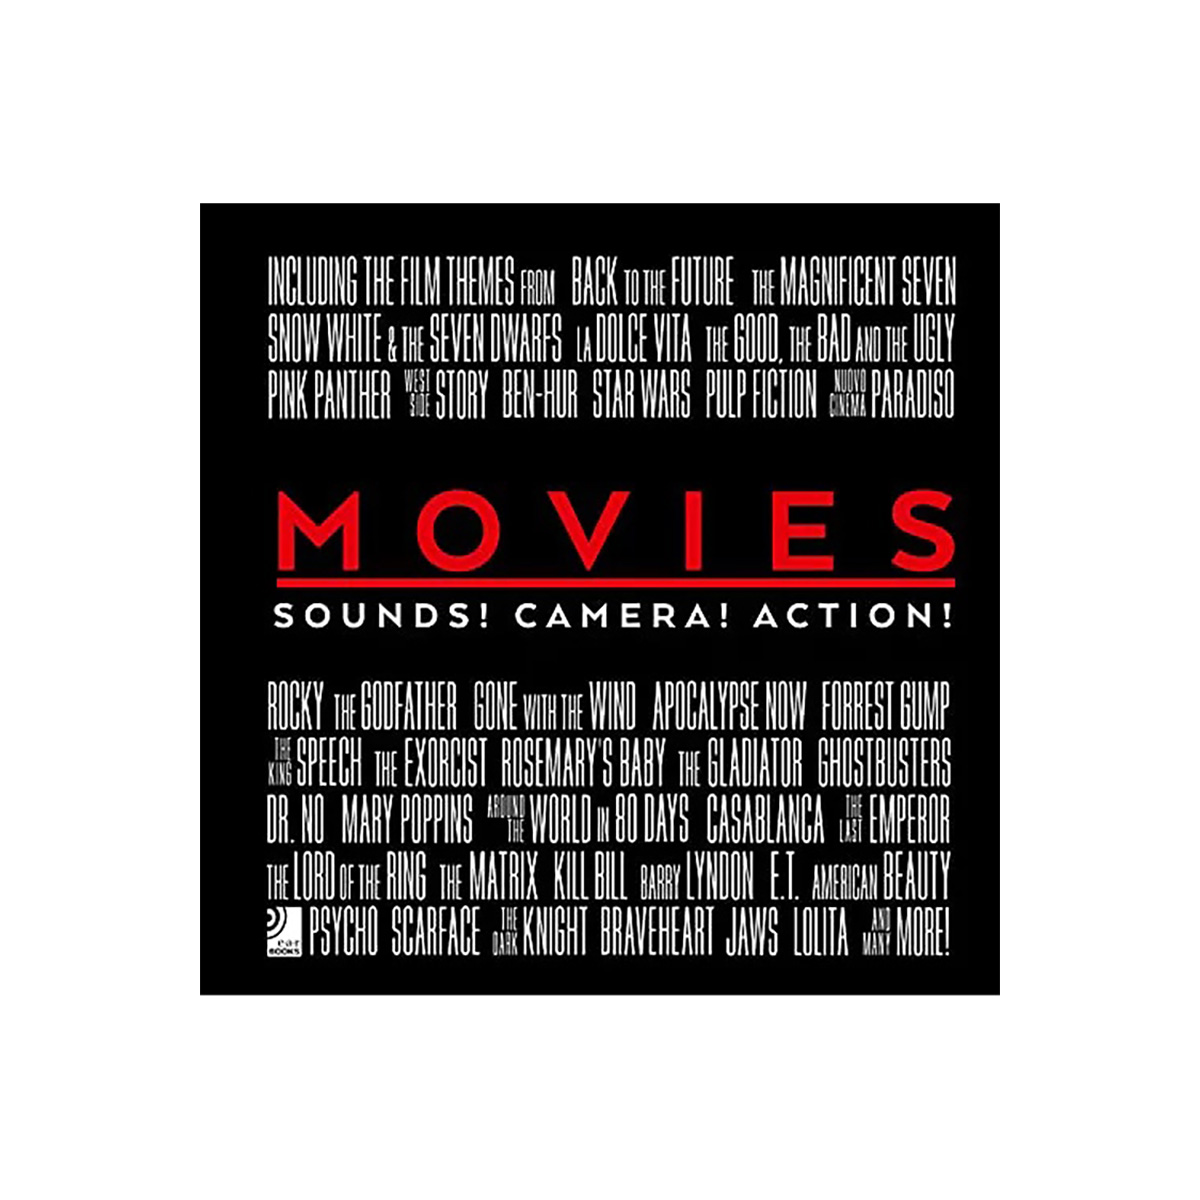 INCLUDING THE FILM THEMES FROM BACK TO THE FUTURE THE MAGNIFICENT SEVEN
SNOW WHITE & THE SEVEN DWARFS LA DOLCE VITA THE GOOD, THE BAD AND THE UGLY
PINK PANTHER WEST SIDE STORY BEN-HUR STAR WARS PULP FICTION NUOVO CINEMA PARADISO
MOVIES
SOUNDS! CAMERA! ACTION!
ROCKY THE GODFATHER GONE WITH THE WIND APOCALYPSE NOW FORREST GUMP
THE KING SPEECH THE EXORCIST ROSEMARY'S BABY THE GLADIATOR GHOSTBUSTERS
DR. NO MARY POPPINS AROUND THE WORLD IN 80 DAYS CASABLANCA THE LAST EMPEROR
THE LORD OF THE RING THE MATRIX KILL BILL BARRY LYNDON E.T. AMERICAN BEAUTY
ear BOOKS PSYCHO SCARFACE THE DARK KNIGHT BRAVEHEART JAWS LOLITA AND MANY MORE!